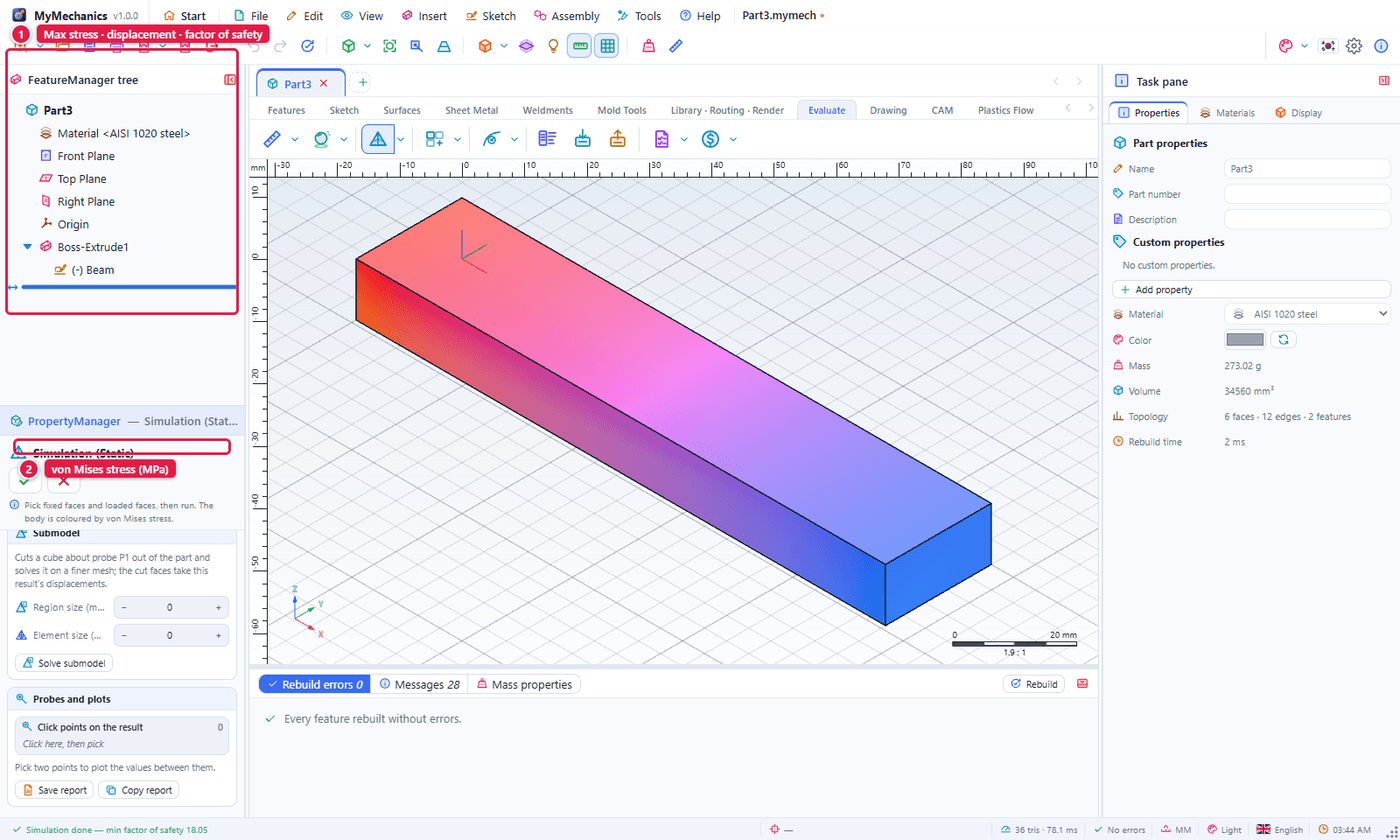 MyMechanics v1.0.0
Start
File
Edit
View
Insert
Sketch
Assembly
Tools
Help
Part3.mymech
1 Max stress · displacement · factor of safety
FeatureManager tree
Part3
Material <AISI 1020 steel>
Front Plane
Top Plane
Right Plane
Origin
Boss-Extrude1
(-) Beam
PropertyManager — Simulation (Stat...
Simulation (Static)
2 von Mises stress (MPa)
Pick fixed faces and loaded faces, then run. The
body is coloured by von Mises stress.
Submodel
Cuts a cube about probe P1 out of the part and
solves it on a finer mesh; the cut faces take this
result's displacements.
Region size (m... − 0 +
Element size (... − 0 +
Solve submodel
Probes and plots
Click points on the result 0
Click here, then pick
Pick two points to plot the values between them.
Save report
Copy report
Part3
Features
Sketch
Surfaces
Sheet Metal
Weldments
Mold Tools
Library · Routing · Render
Evaluate
Drawing
CAM
Plastics Flow
mm -30 -20 -10 0 10 20 30 40 50 60 70 80 90 10
10
0
-10
-20
-30
-40
-50
-60
Z
Y
X
0 20 mm
1.9 : 1
Rebuild errors 0
Messages 28
Mass properties
Rebuild
Every feature rebuilt without errors.
Task pane
Properties
Materials
Display
Part properties
Name Part3
Part number
Description
Custom properties
No custom properties.
+ Add property
Material AISI 1020 steel
Color
Mass 273.02 g
Volume 34560 mm³
Topology 6 faces · 12 edges · 2 features
Rebuild time 2 ms
Simulation done — min factor of safety 18.05
—
36 tris · 78.1 ms
No errors
MM
Light
English
03:44 AM